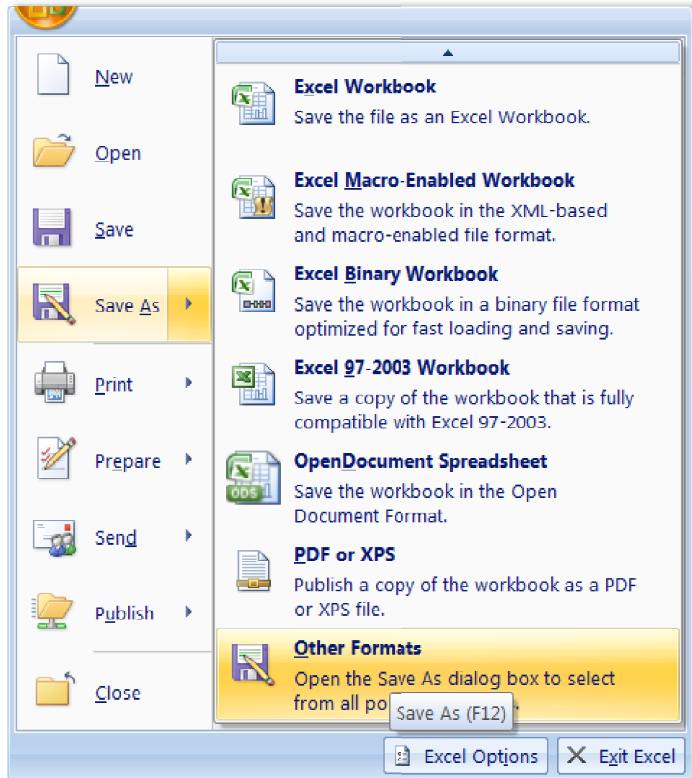 New
Open
Save
Save As
Print
Prepare
Send
Publish
Close
Excel Workbook
Save the file as an Excel Workbook.
Excel Macro-Enabled Workbook
Save the workbook in the XML-based
and macro-enabled file format.
Excel Binary Workbook
Save the workbook in a binary file format
optimized for fast loading and saving.
Excel 97-2003 Workbook
Save a copy of the workbook that is fully
compatible with Excel 97-2003.
OpenDocument Spreadsheet
ODS
Save the workbook in the Open
Document Format.
PDF or XPS
Publish a copy of the workbook as a PDF
or XPS file.
Other Formats
Open the Save As dialog box to select
from all
Save As (F12)
Excel Options
Exit Excel